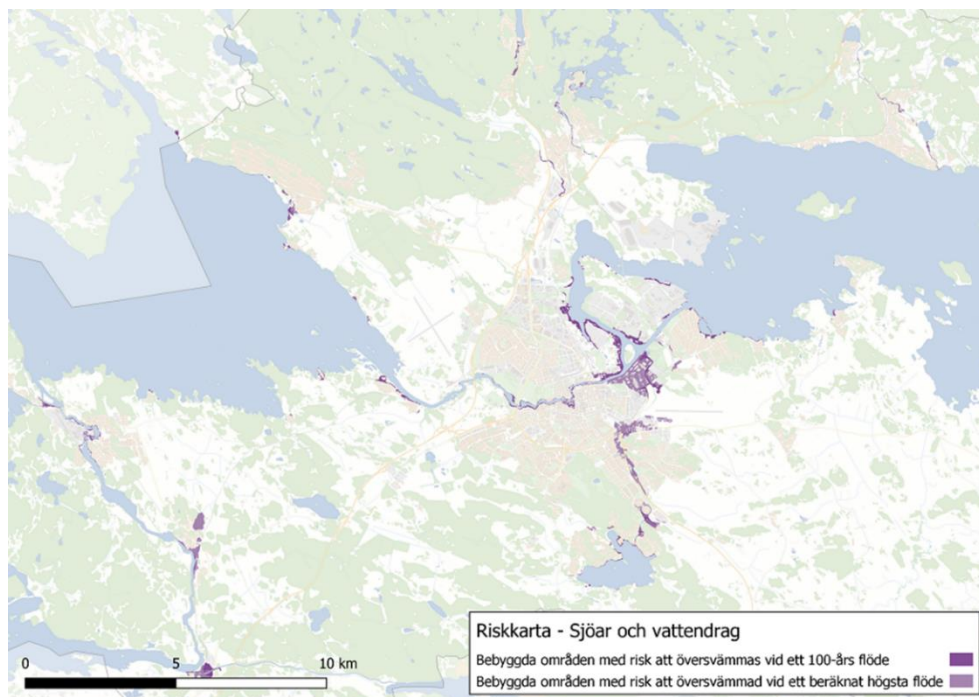 Riskkarta - Sjöar och vattendrag
Bebyggda områden med risk att översvämmas vid ett 100-års flöde
Bebyggda områden med risk att översvämmad vid ett beräknat högsta flöde
0 5 10 km